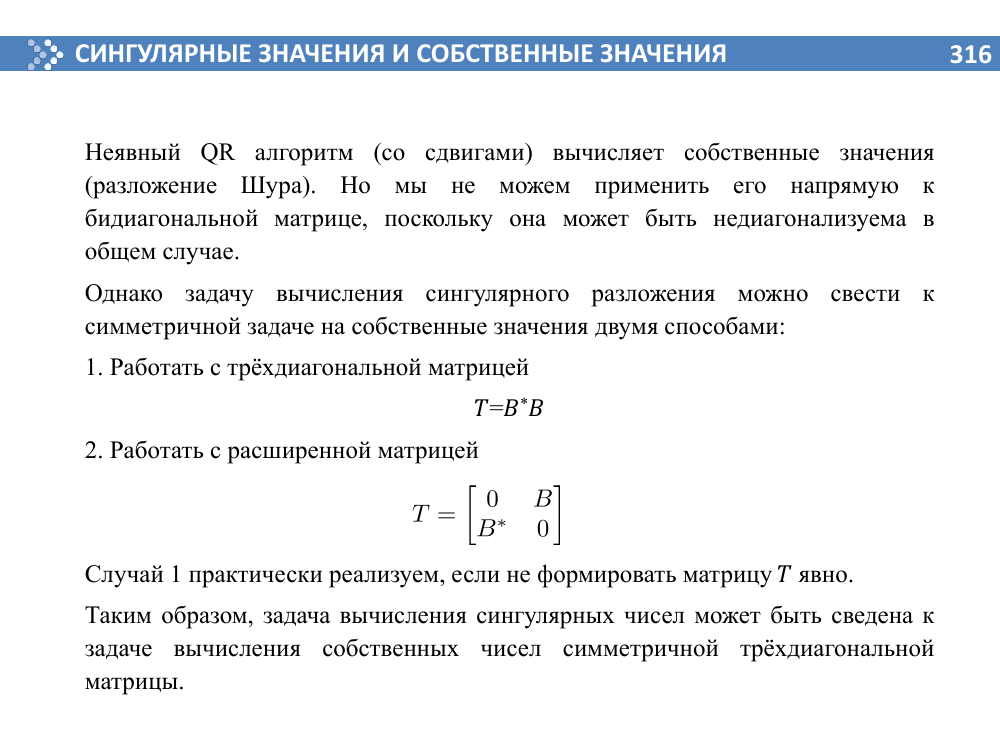 СИНГУЛЯРНЫЕ ЗНАЧЕНИЯ И СОБСТВЕННЫЕ ЗНАЧЕНИЯ 316
Неявный QR алгоритм (со сдвигами) вычисляет собственные значения
(разложение Шура). Но мы не можем применить его напрямую к
бидиагональной матрице, поскольку она может быть недиагонализуема в
общем случае.
Однако задачу вычисления сингулярного разложения можно свести к
симметричной задаче на собственные значения двумя способами:
1. Работать с трёхдиагональной матрицей
T=B*B
2. Работать с расширенной матрицей
T = [0 B
B* 0]
Случай 1 практически реализуем, если не формировать матрицу T явно.
Таким образом, задача вычисления сингулярных чисел может быть сведена к
задаче вычисления собственных чисел симметричной трёхдиагональной
матрицы.